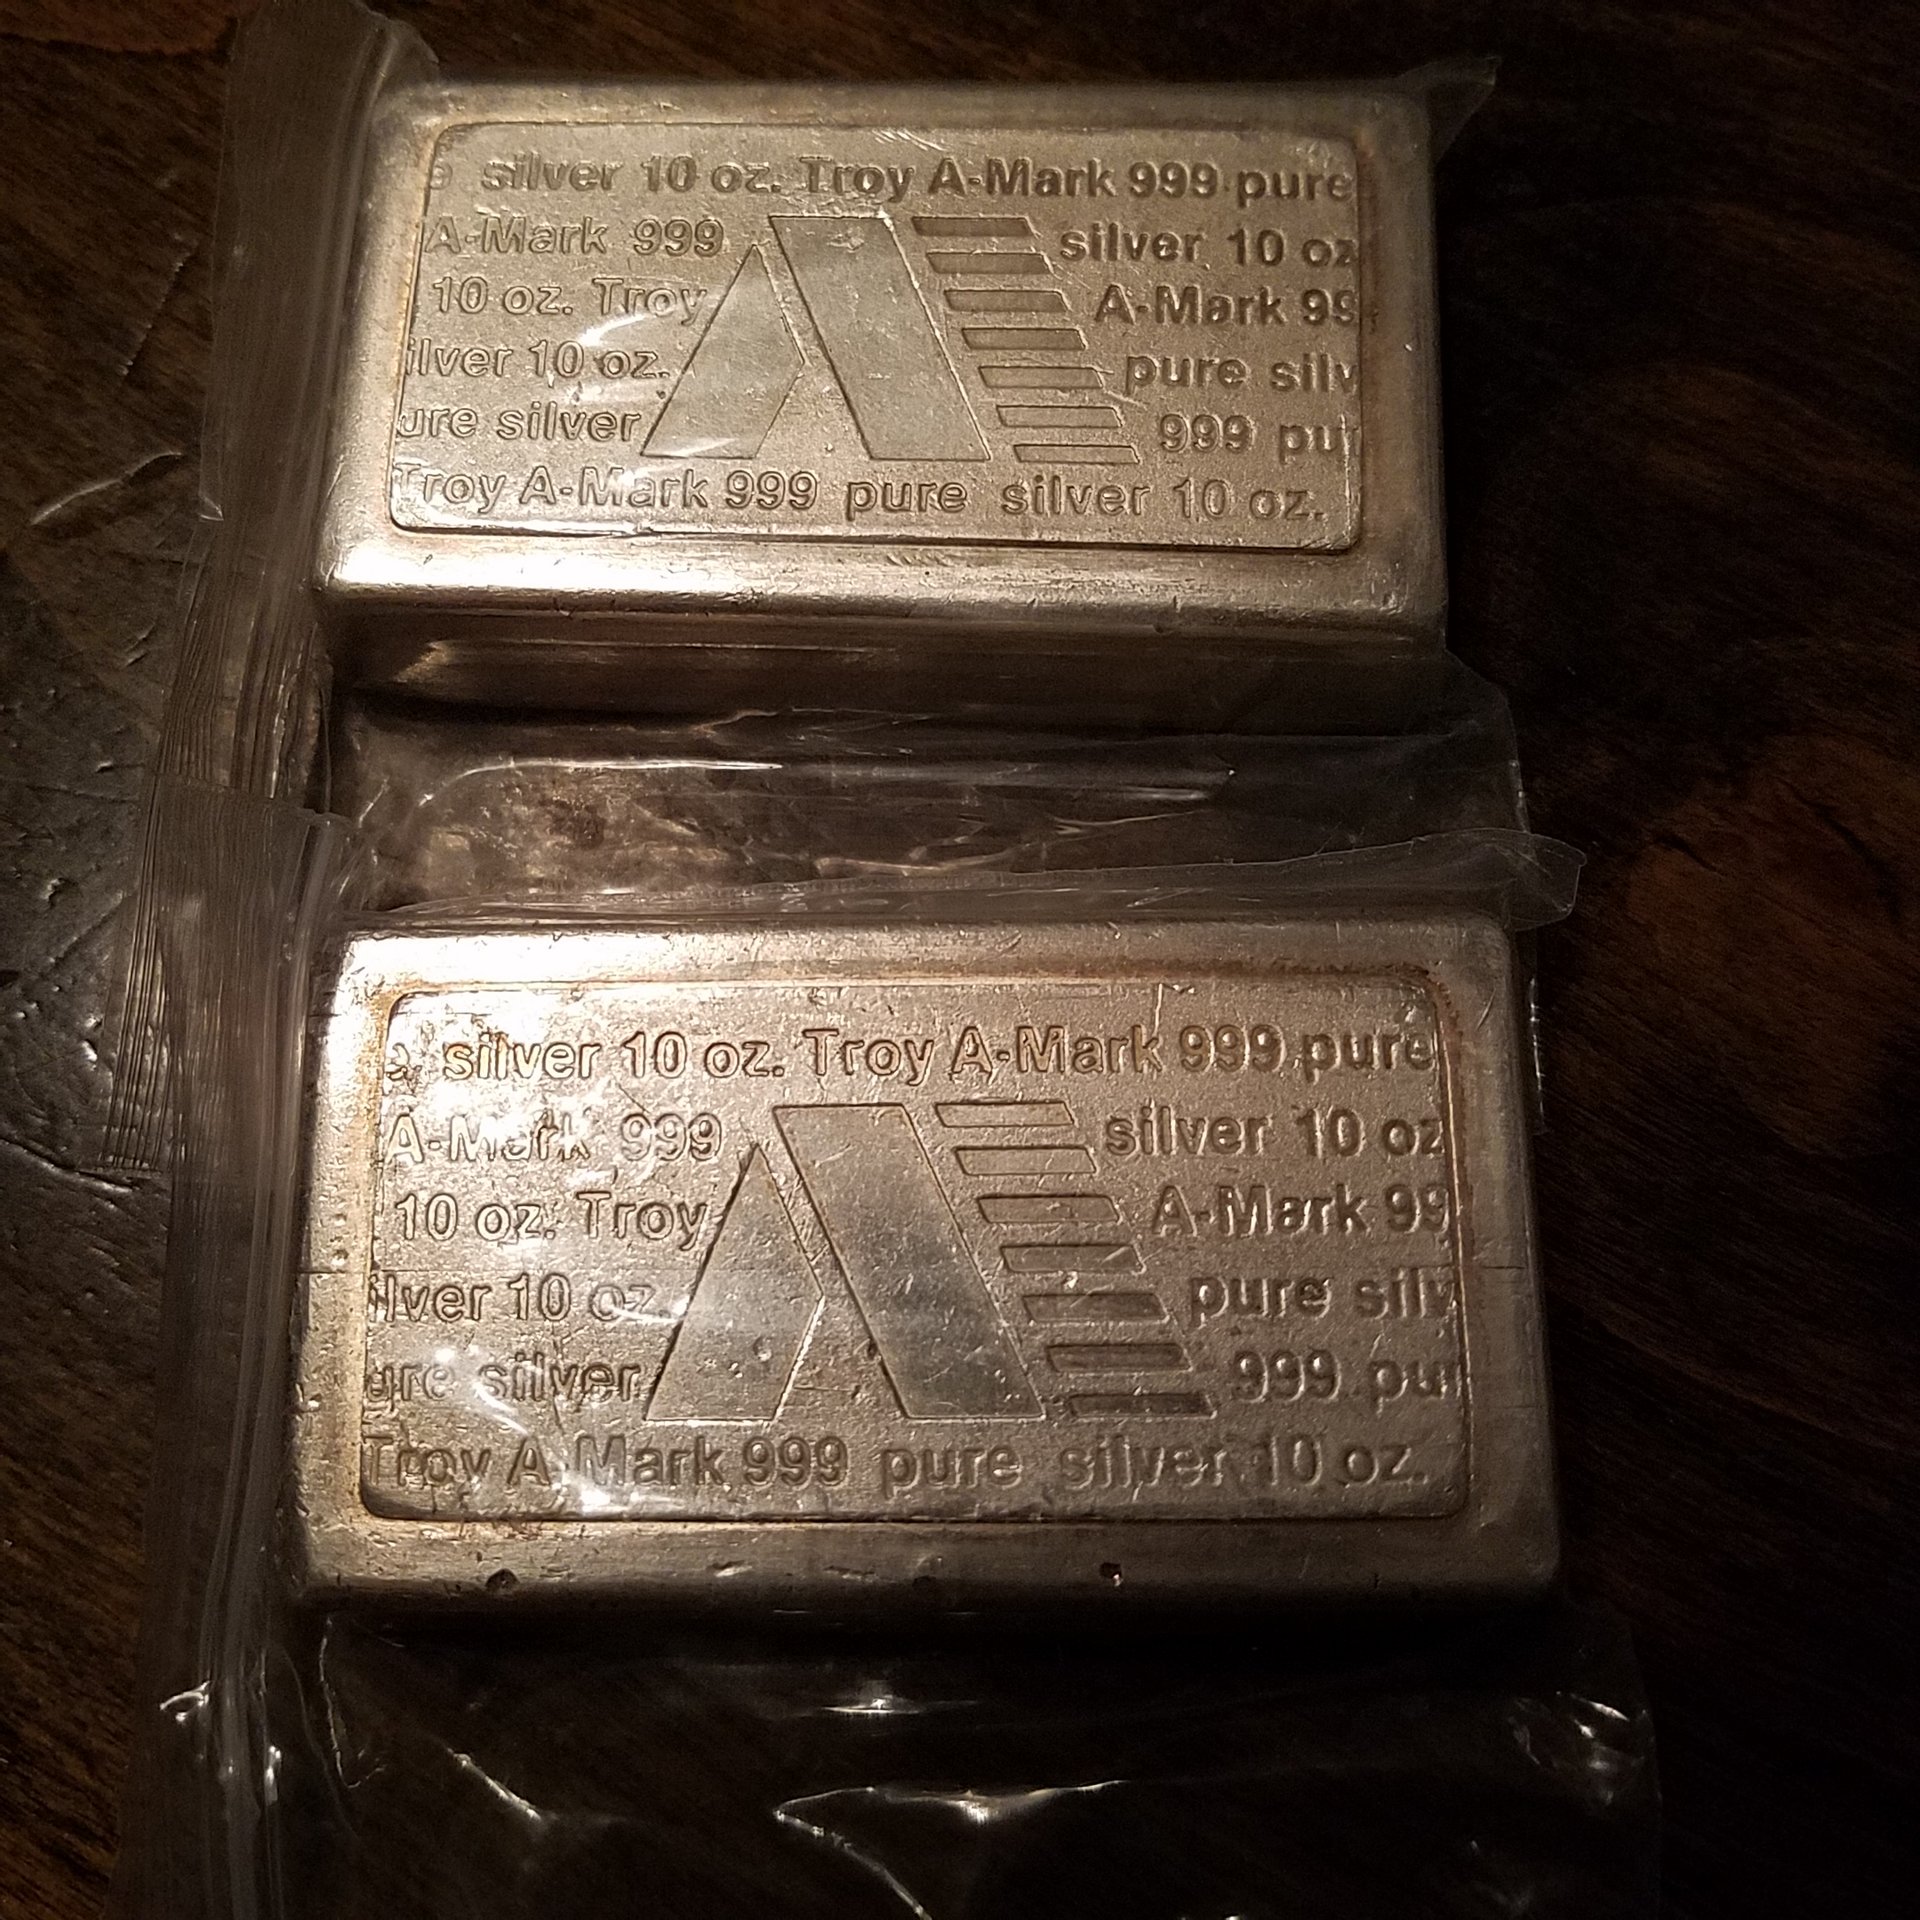 e silver 10 oz. Troy A-Mark 999 pure
A-Mark 999 silver 10 oz
10 oz. Troy A-Mark 99
ilver 10 oz. pure silv
ure silver 999 pur
Troy A-Mark 999 pure silver 10 oz.
e silver 10 oz. Troy A-Mark 999 pure
A-Mark 999 silver 10 oz
10 oz. Troy A-Mark 99
ilver 10 oz. pure silv
ure silver 999 pur
Troy A-Mark 999 pure silver 10 oz.